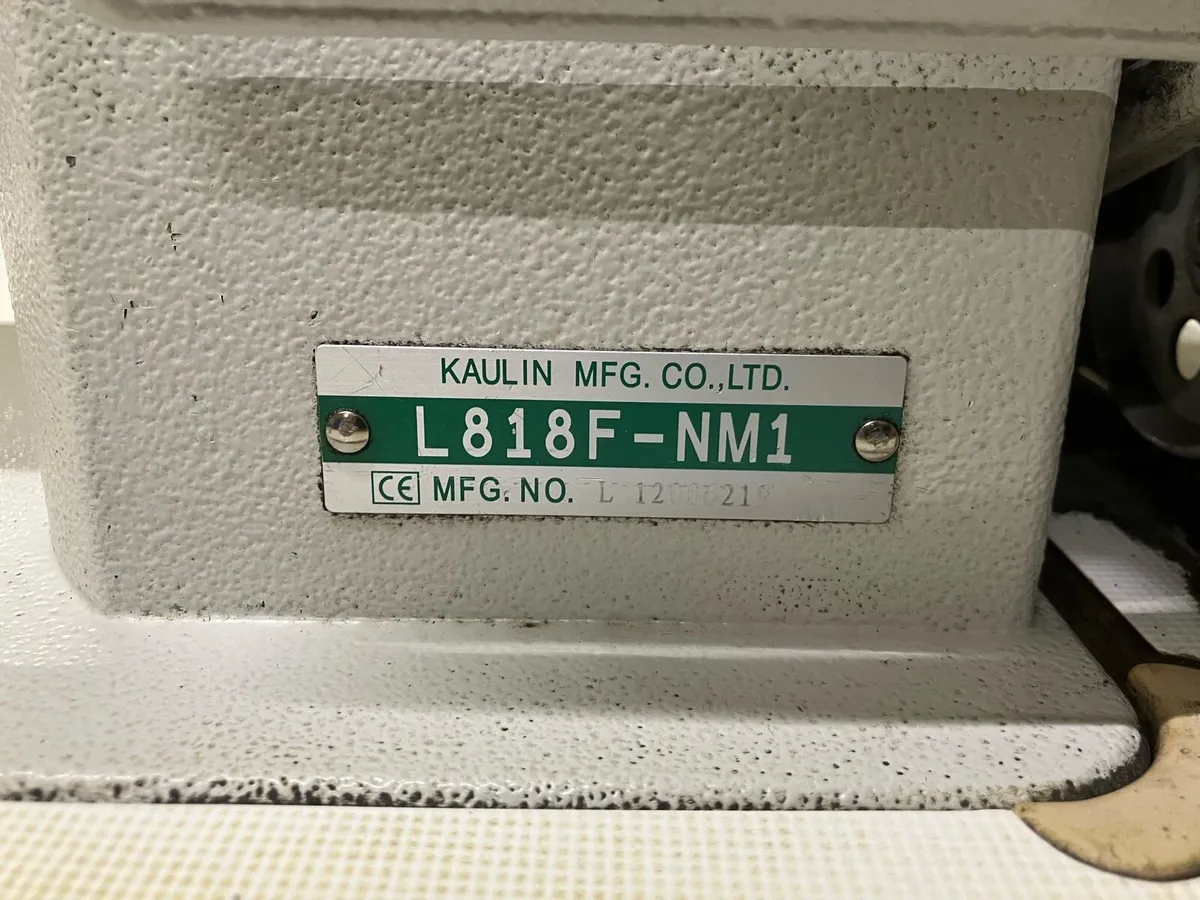 KAULIN MFG. CO.,LTD.
L818F-NM1
CE MFG. NO. L